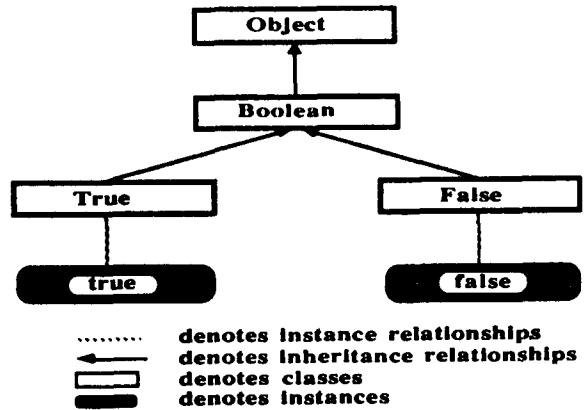 Object
Boolean
True
False
true
false
denotes instance relationships
denotes inheritance relationships
denotes classes
denotes instances